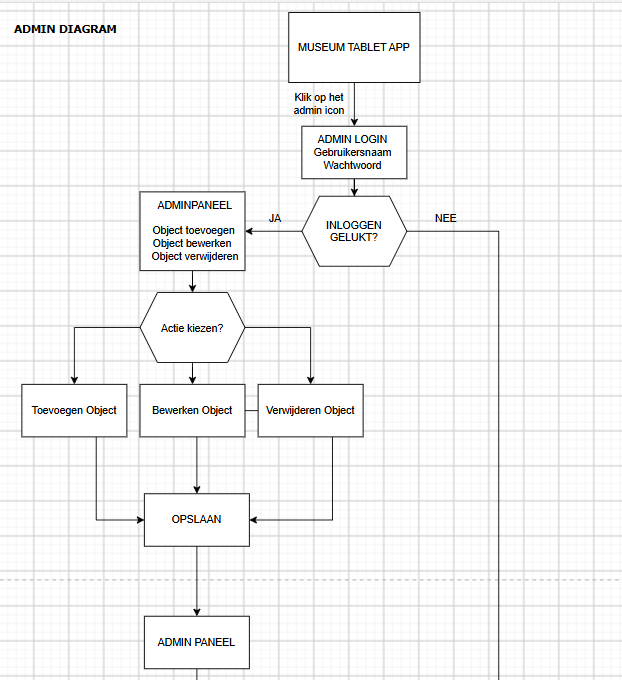 ADMIN DIAGRAM
MUSEUM TABLET APP
Klik op het
admin icon
ADMIN LOGIN
Gebruikersnaam
Wachtwoord
INLOGGEN
GELUKT?
JA
NEE
ADMINPANEEL
Object toevoegen
Object bewerken
Object verwijderen
Actie kiezen?
Toevoegen Object
Bewerken Object
Verwijderen Object
OPSLAAN
ADMIN PANEEL